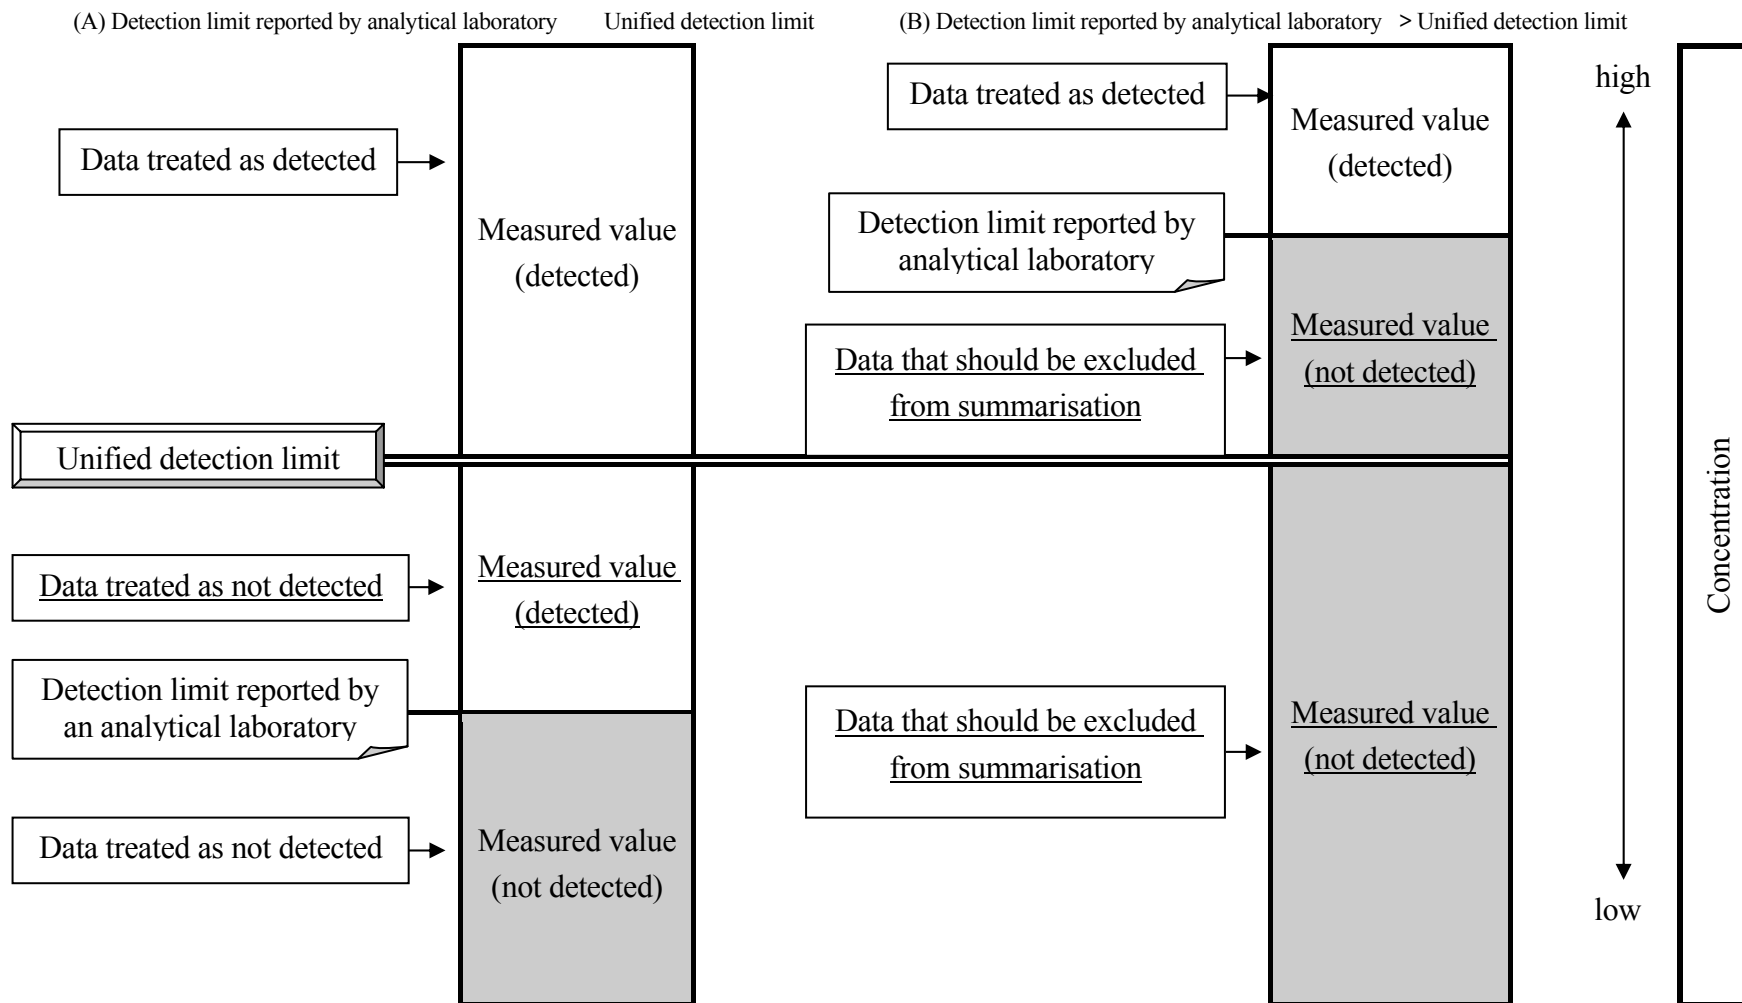 (A) Detection limit reported by analytical laboratory Unified detection limit
(B) Detection limit reported by analytical laboratory > Unified detection limit
Data treated as detected
Measured value
(detected)
Unified detection limit
Data treated as not detected
Measured value
(detected)
Detection limit reported by
an analytical laboratory
Data treated as not detected
Measured value
(not detected)
Data treated as detected
Measured value
(detected)
Detection limit reported by
analytical laboratory
Data that should be excluded
from summarisation
Measured value
(not detected)
Data that should be excluded
from summarisation
Measured value
(not detected)
high
low
Concentration